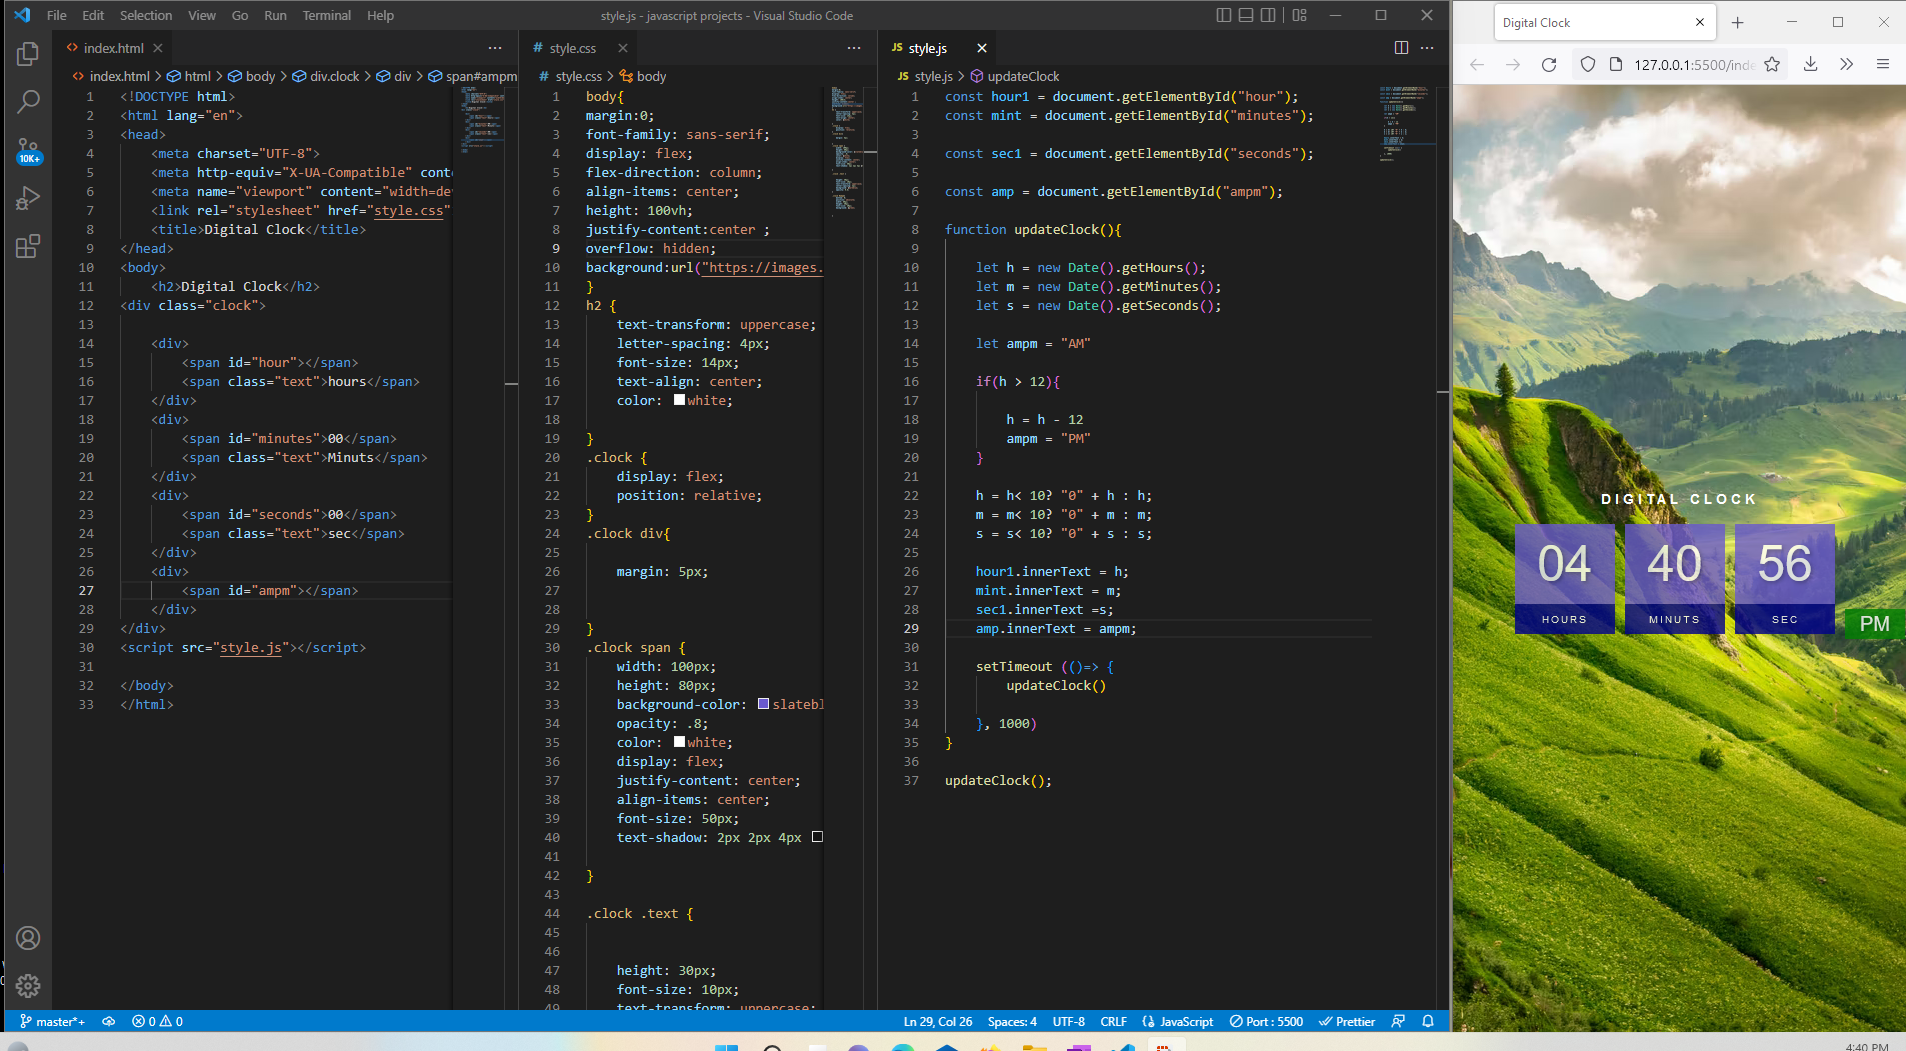 File Edit Selection View Go Run Terminal Help
style.js - javascript projects - Visual Studio Code
index.html
index.html > html > body > div.clock > div > span#ampm
1 <!DOCTYPE html>
2 <html lang="en">
3 <head>
4 <meta charset="UTF-8">
5 <meta http-equiv="X-UA-Compatible" cont
6 <meta name="viewport" content="width=de
7 <link rel="stylesheet" href="style.css"
8 <title>Digital Clock</title>
9 </head>
10 <body>
11 <h2>Digital Clock</h2>
12 <div class="clock">
13
14 <div>
15 <span id="hour"></span>
16 <span class="text">hours</span>
17 </div>
18 <div>
19 <span id="minutes">00</span>
20 <span class="text">Minuts</span>
21 </div>
22 <div>
23 <span id="seconds">00</span>
24 <span class="text">sec</span>
25 </div>
26 <div>
27 <span id="ampm"></span>
28 </div>
29 </div>
30 <script src="style.js"></script>
31
32 </body>
33 </html>
10K+
# style.css
# style.css > body
1 body{
2 margin:0;
3 font-family: sans-serif;
4 display: flex;
5 flex-direction: column;
6 align-items: center;
7 height: 100vh;
8 justify-content:center ;
9 overflow: hidden;
10 background:url("https://images.
11 }
12 h2 {
13 text-transform: uppercase;
14 letter-spacing: 4px;
15 font-size: 14px;
16 text-align: center;
17 color: white;
18
19 }
20 .clock {
21 display: flex;
22 position: relative;
23 }
24 .clock div{
25
26 margin: 5px;
27
28
29 }
30 .clock span {
31 width: 100px;
32 height: 80px;
33 background-color: slatebl
34 opacity: .8;
35 color: white;
36 display: flex;
37 justify-content: center;
38 align-items: center;
39 font-size: 50px;
40 text-shadow: 2px 2px 4px
41
42 }
43
44 .clock .text {
45
46
47 height: 30px;
48 font-size: 10px;
49 text-transform: uppercase;
JS style.js
JS style.js > updateClock
1 const hour1 = document.getElementById("hour");
2 const mint = document.getElementById("minutes");
3
4 const sec1 = document.getElementById("seconds");
5
6 const amp = document.getElementById("ampm");
7
8 function updateClock(){
9
10 let h = new Date().getHours();
11 let m = new Date().getMinutes();
12 let s = new Date().getSeconds();
13
14 let ampm = "AM"
15
16 if(h > 12){
17
18 h = h - 12
19 ampm = "PM"
20 }
21
22 h = h< 10? "0" + h : h;
23 m = m< 10? "0" + m : m;
24 s = s< 10? "0" + s : s;
25
26 hour1.innerText = h;
27 mint.innerText = m;
28 sec1.innerText =s;
29 amp.innerText = ampm;
30
31 setTimeout (()=> {
32 updateClock()
33
34 }, 1000)
35 }
36
37 updateClock();
master*+ 0 0
Ln 29, Col 26 Spaces: 4 UTF-8 CRLF JavaScript Port : 5500 Prettier
Digital Clock
127.0.0.1:5500/inde
DIGITAL CLOCK
04 40 56
HOURS MINUTS SEC
PM
4:40 PM